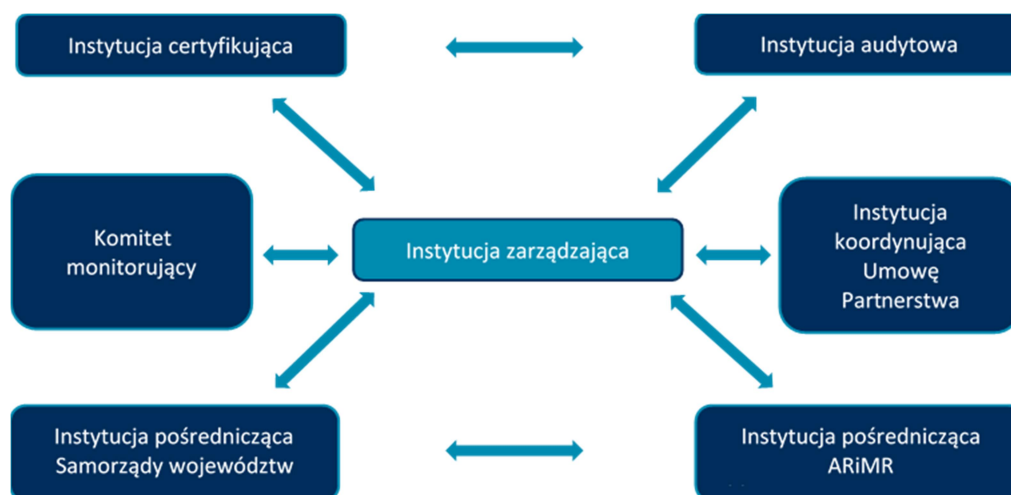 Instytucja certyfikująca
Instytucja audytowa
Komitet
monitorujący
Instytucja zarządzająca
Instytucja
koordynująca
Umowę
Partnerstwa
Instytucja pośrednicząca
Samorządy województw
Instytucja pośrednicząca
ARiMR